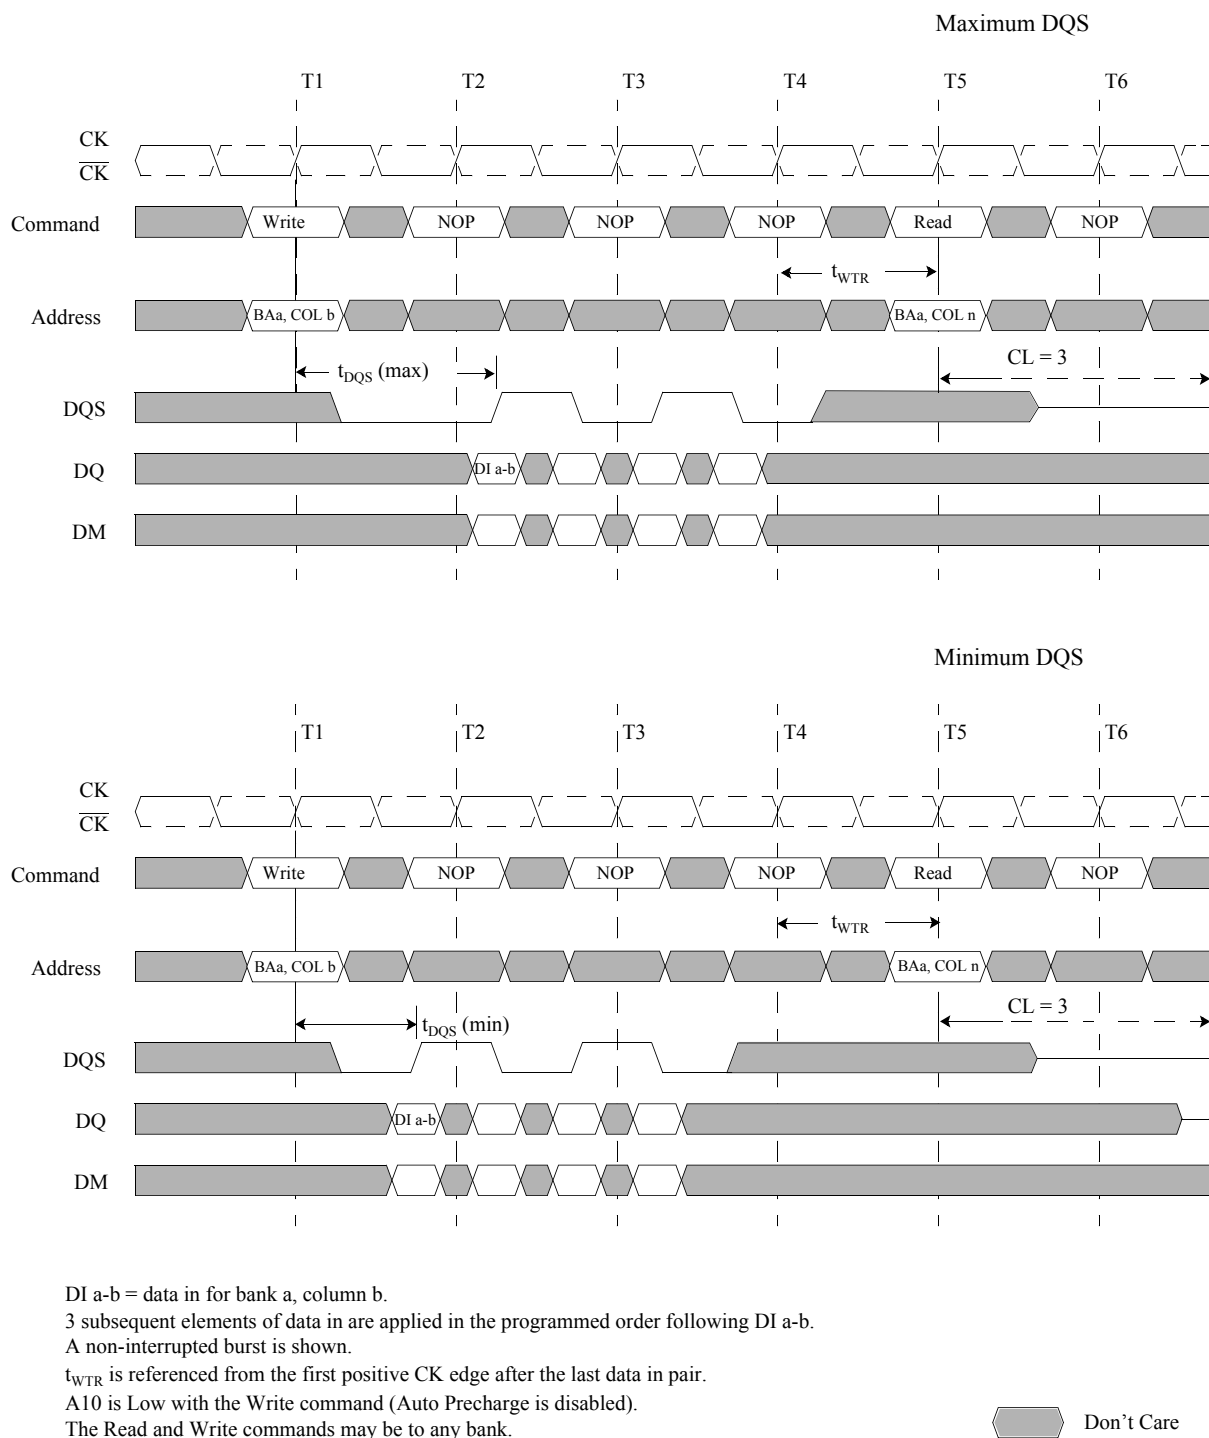 Maximum DQS
T1 T2 T3 T4 T5 T6
CK
CK
Command Write NOP NOP NOP Read NOP
tWTR
Address BAa, COL b BAa, COL n
CL = 3
tDQS (max)
DQS
DQ DI a-b
DM
Minimum DQS
T1 T2 T3 T4 T5 T6
CK
CK
Command Write NOP NOP NOP Read NOP
tWTR
Address BAa, COL b BAa, COL n
CL = 3
tDQS (min)
DQS
DQ DI a-b
DM
DI a-b = data in for bank a, column b.
3 subsequent elements of data in are applied in the programmed order following DI a-b.
A non-interrupted burst is shown.
tWTR is referenced from the first positive CK edge after the last data in pair.
A10 is Low with the Write command (Auto Precharge is disabled).
The Read and Write commands may be to any bank.
Don't Care